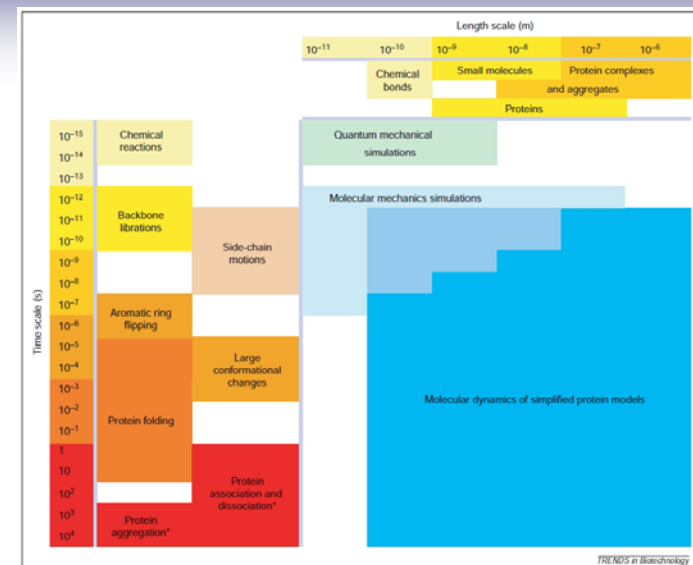 Length scale (m)
10⁻¹¹ 10⁻¹⁰ 10⁻⁹ 10⁻⁸ 10⁻⁷ 10⁻⁶
Chemical
bonds
Small molecules
Protein complexes
and aggregates
Proteins
Time scale (s)
10⁻¹⁵
10⁻¹⁴
10⁻¹³
10⁻¹²
10⁻¹¹
10⁻¹⁰
10⁻⁹
10⁻⁸
10⁻⁷
10⁻⁶
10⁻⁵
10⁻⁴
10⁻³
10⁻²
10⁻¹
1
10
10²
10³
10⁴
Chemical
reactions
Backbone
librations
Side-chain
motions
Aromatic ring
flipping
Large
conformational
changes
Protein folding
Protein
association and
dissociation*
Protein
aggregation*
Quantum mechanical
simulations
Molecular mechanics simulations
Molecular dynamics of simplified protein models
TRENDS in Biotechnology